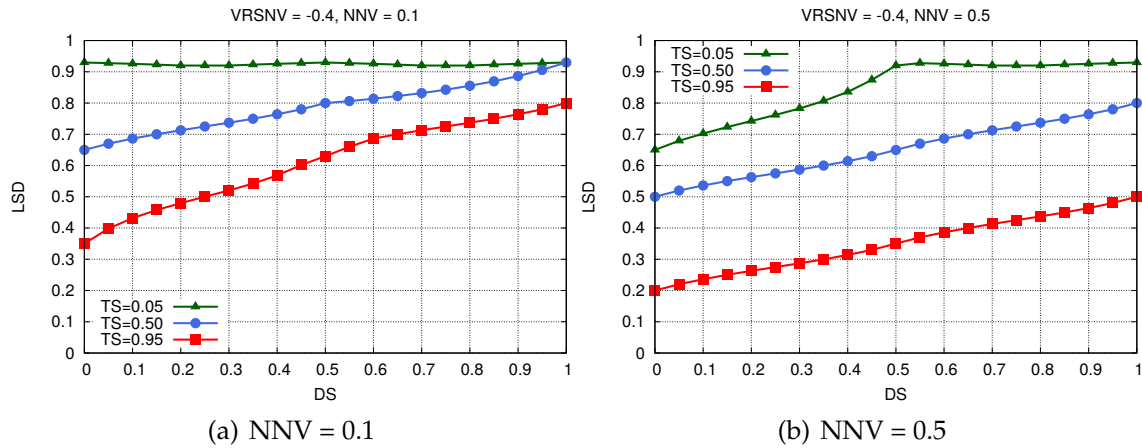 VRSNV = -0.4, NNV = 0.1
1
0.9
0.8
0.7
0.6
0.5
0.4
0.3
0.2
0.1
0
LSD
TS=0.05
TS=0.50
TS=0.95
0 0.1 0.2 0.3 0.4 0.5 0.6 0.7 0.8 0.9 1
DS
(a) NNV = 0.1
VRSNV = -0.4, NNV = 0.5
1
0.9
0.8
0.7
0.6
0.5
0.4
0.3
0.2
0.1
0
LSD
TS=0.05
TS=0.50
TS=0.95
0 0.1 0.2 0.3 0.4 0.5 0.6 0.7 0.8 0.9 1
DS
(b) NNV = 0.5